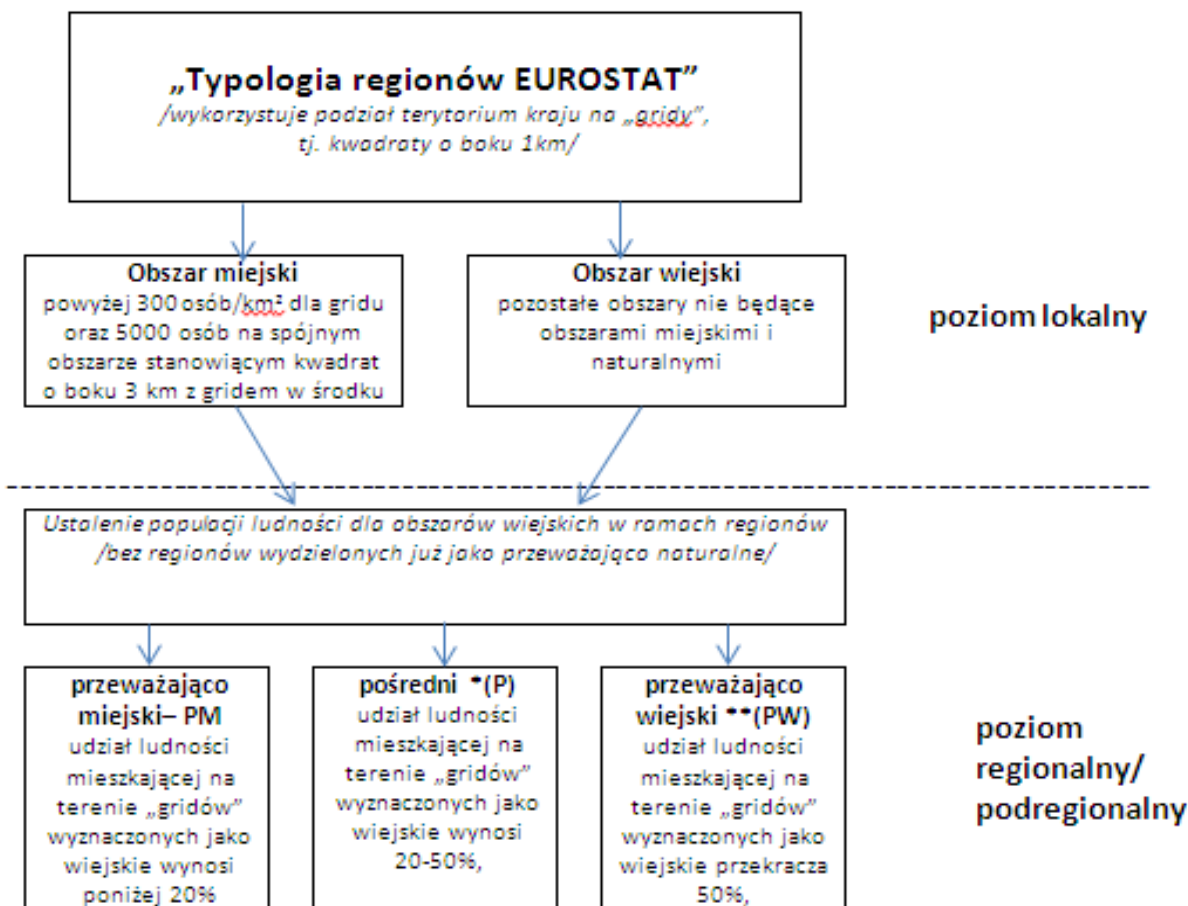 „Typologia regionów EUROSTAT”
/wykorzystuje podział terytorium kraju na „gridy”,
tj. kwadraty o boku 1km/
Obszar miejski
powyżej 300 osób/km² dla gridu
oraz 5000 osób na spójnym
obszarze stanowiącym kwadrat
o boku 3 km z gridem w środku
Obszar wiejski
pozostałe obszary nie będące
obszarami miejskimi i
naturalnymi
poziom lokalny
Ustalenie populacji ludności dla obszarów wiejskich w ramach regionów
/bez regionów wydzielonych już jako przeważająco naturalne/
przeważająco
miejski– PM
udział ludności
mieszkającej na
terenie „gridów”
wyznaczonych jako
wiejskie wynosi
poniżej 20%
pośredni *(P)
udział ludności
mieszkającej na
terenie „gridów”
wyznaczonych jako
wiejskie wynosi
20-50%,
przeważająco
wiejski **(PW)
udział ludności
mieszkającej na
terenie „gridów”
wyznaczonych jako
wiejskie przekracza
50%,
poziom
regionalny/
podregionalny